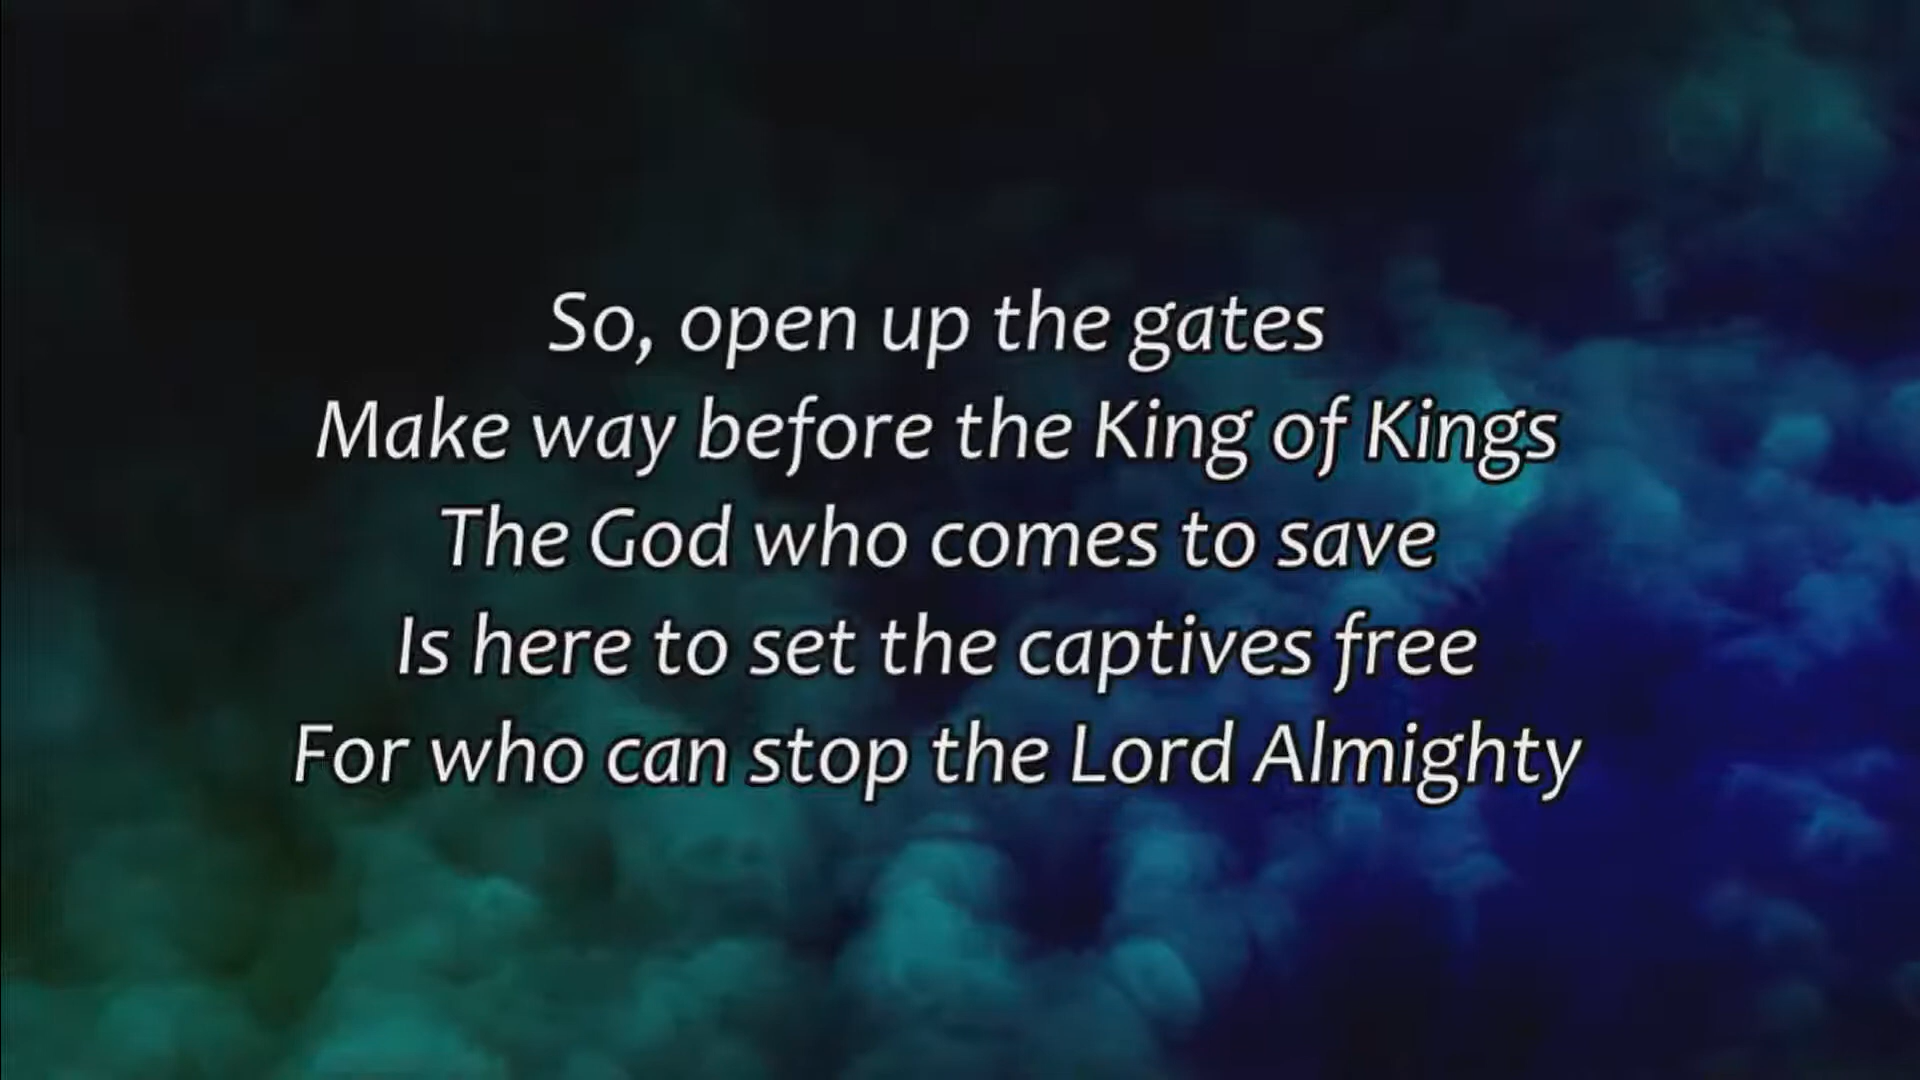 So, open up the gates
Make way before the King of Kings
The God who comes to save
Is here to set the captives free
For who can stop the Lord Almighty